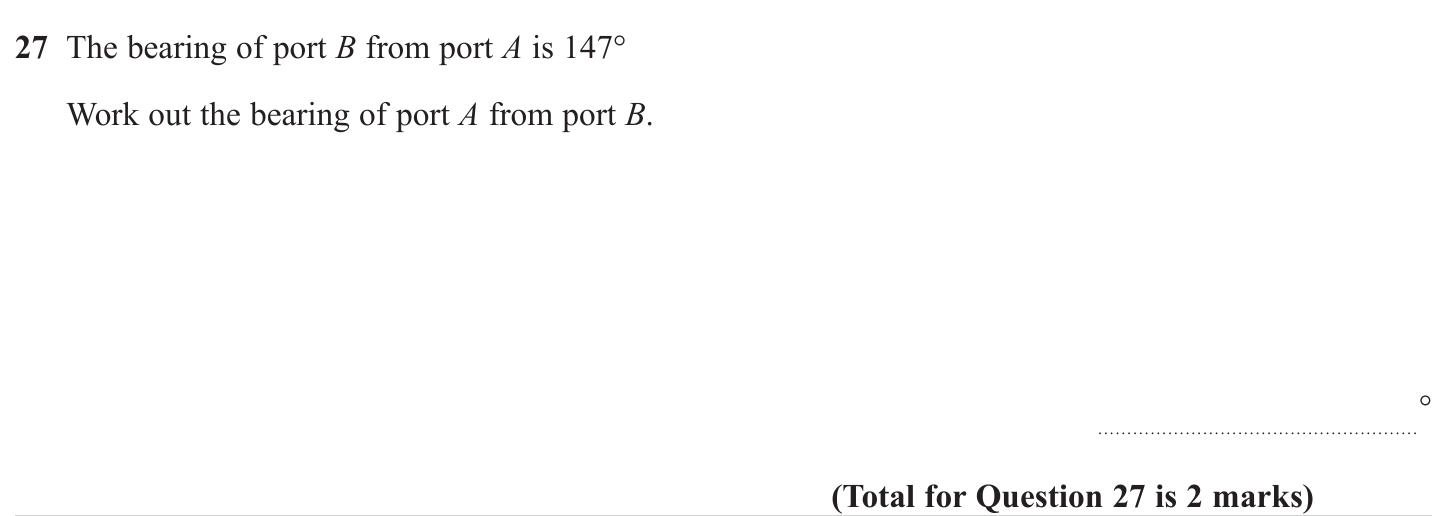 27 The bearing of port B from port A is 147°
Work out the bearing of port A from port B.
°
(Total for Question 27 is 2 marks)